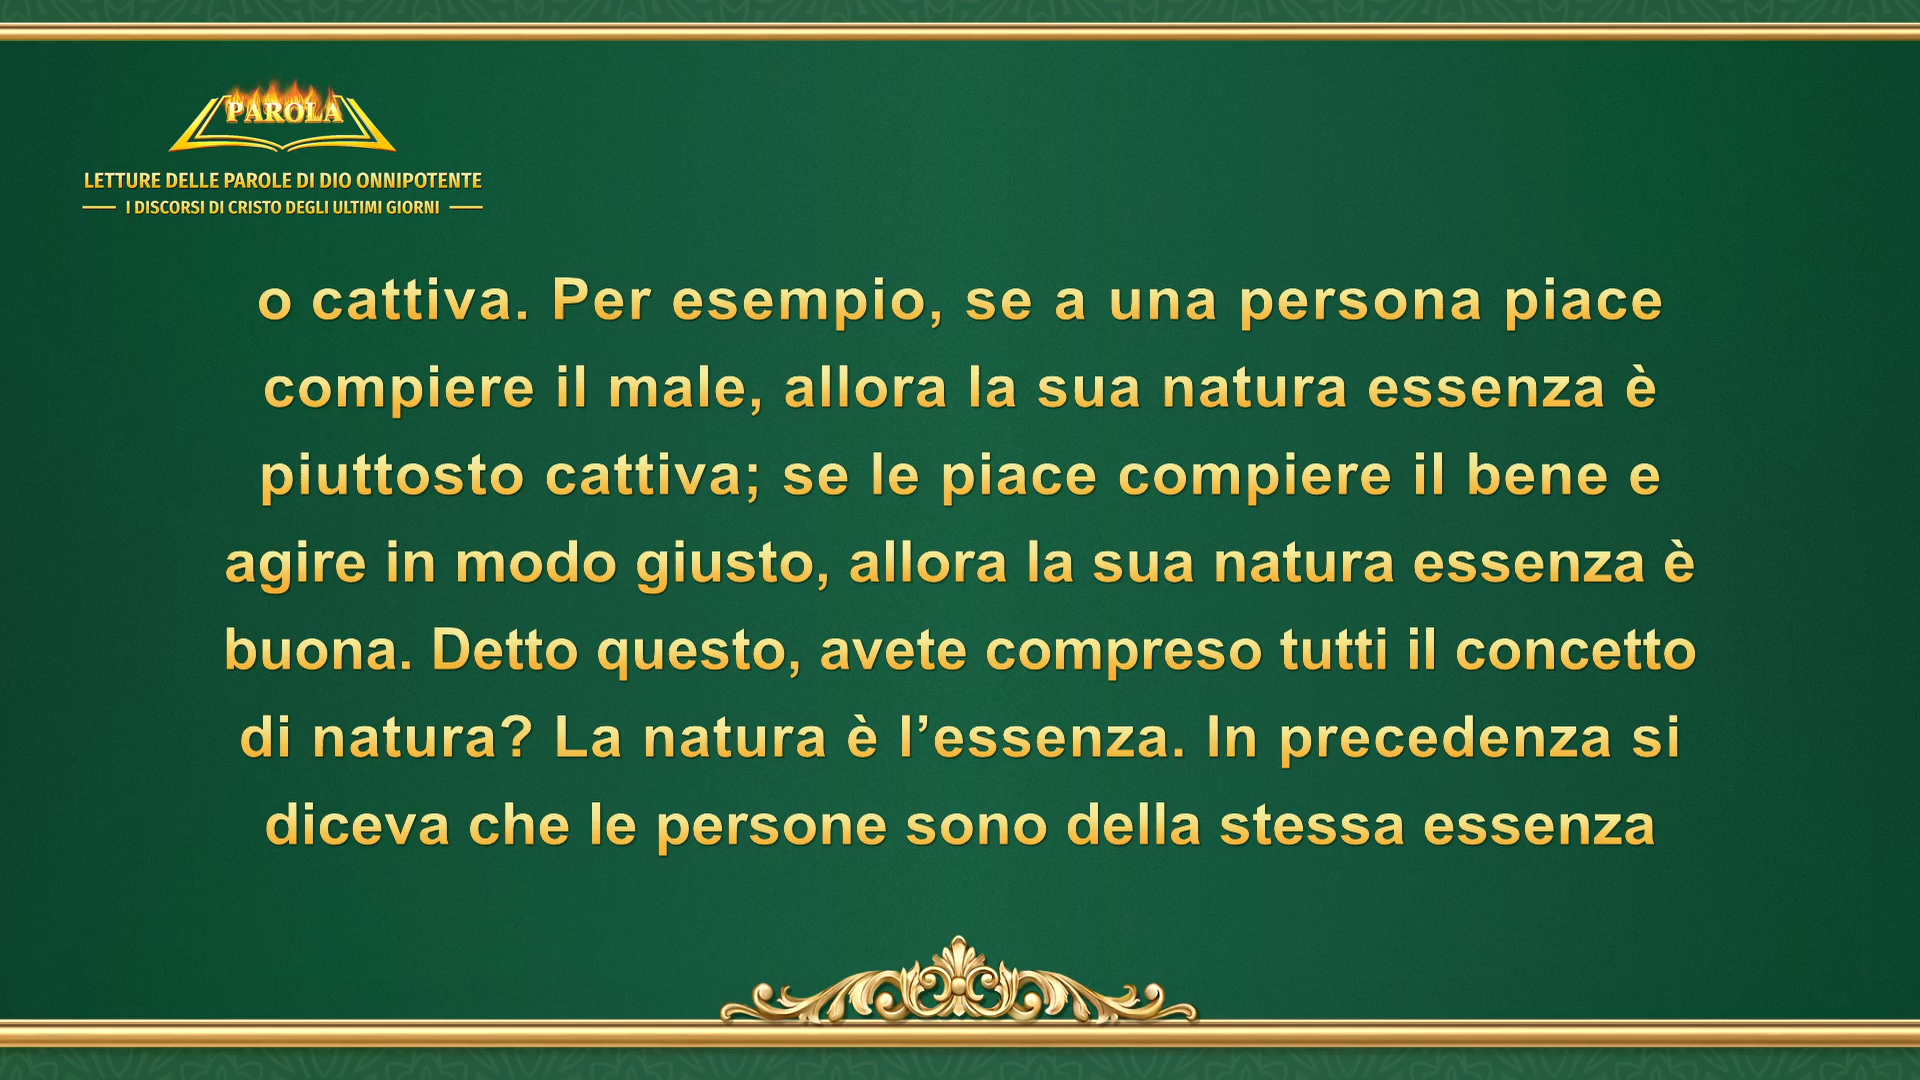 PAROLA
LETTURE DELLE PAROLE DI DIO ONNIPOTENTE
I DISCORSI DI CRISTO DEGLI ULTIMI GIORNI
o cattiva. Per esempio, se a una persona piace
compiere il male, allora la sua natura essenza è
piuttosto cattiva; se le piace compiere il bene e
agire in modo giusto, allora la sua natura essenza è
buona. Detto questo, avete compreso tutti il concetto
di natura? La natura è l’essenza. In precedenza si
diceva che le persone sono della stessa essenza